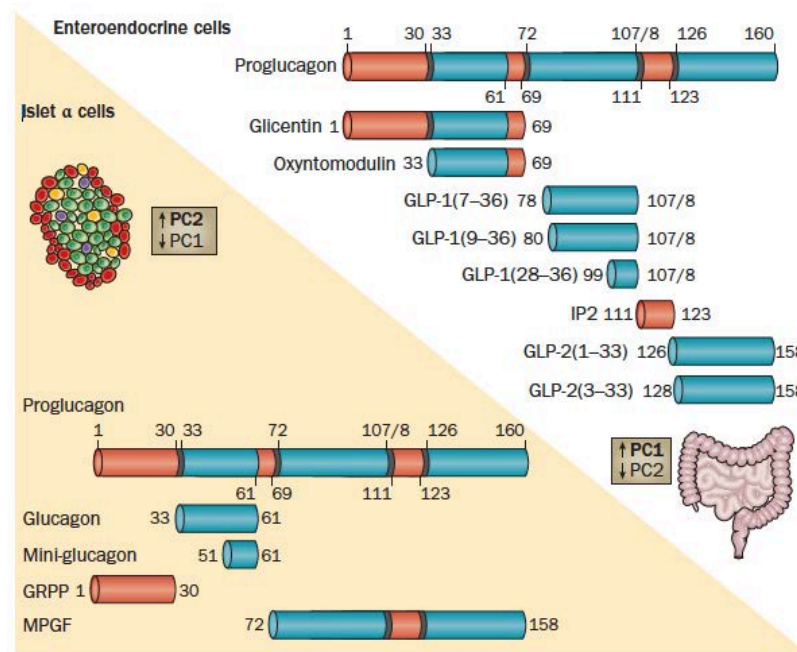 Enteroendocrine cells
1 30 33 72 107/8 126 160
Proglucagon
61 69 111 123
Islet α cells
Glicentin 1 69
Oxyntomodulin 33 69
↑ PC2
↓ PC1
GLP-1(7–36) 78 107/8
GLP-1(9–36) 80 107/8
GLP-1(28–36) 99 107/8
IP2 111 123
GLP-2(1–33) 126 158
GLP-2(3–33) 128 158
Proglucagon
1 30 33 72 107/8 126 160
↑ PC1
↓ PC2
61 69 111 123
Glucagon 33 61
Mini-glucagon 51 61
GRPP 1 30
MPGF 72 158